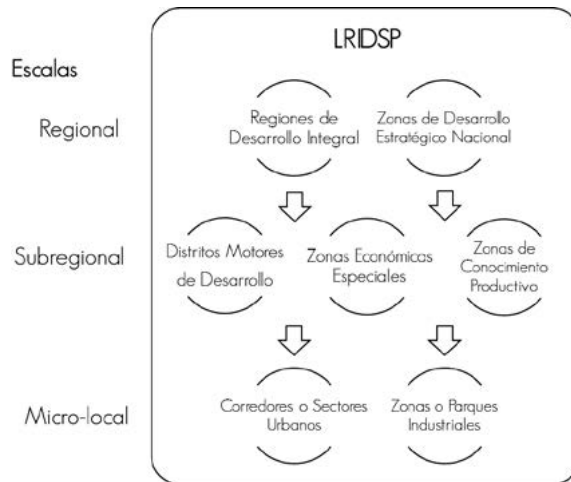 LRIDSP
Escalas
Regional
Regiones de
Desarrollo Integral
Zonas de Desarrollo
Estratégico Nacional
Subregional
Distritos Motores
de Desarrollo
Zonas Económicas
Especiales
Zonas de
Conocimiento
Productivo
Micro-local
Corredores o Sectores
Urbanos
Zonas o Parques
Industriales